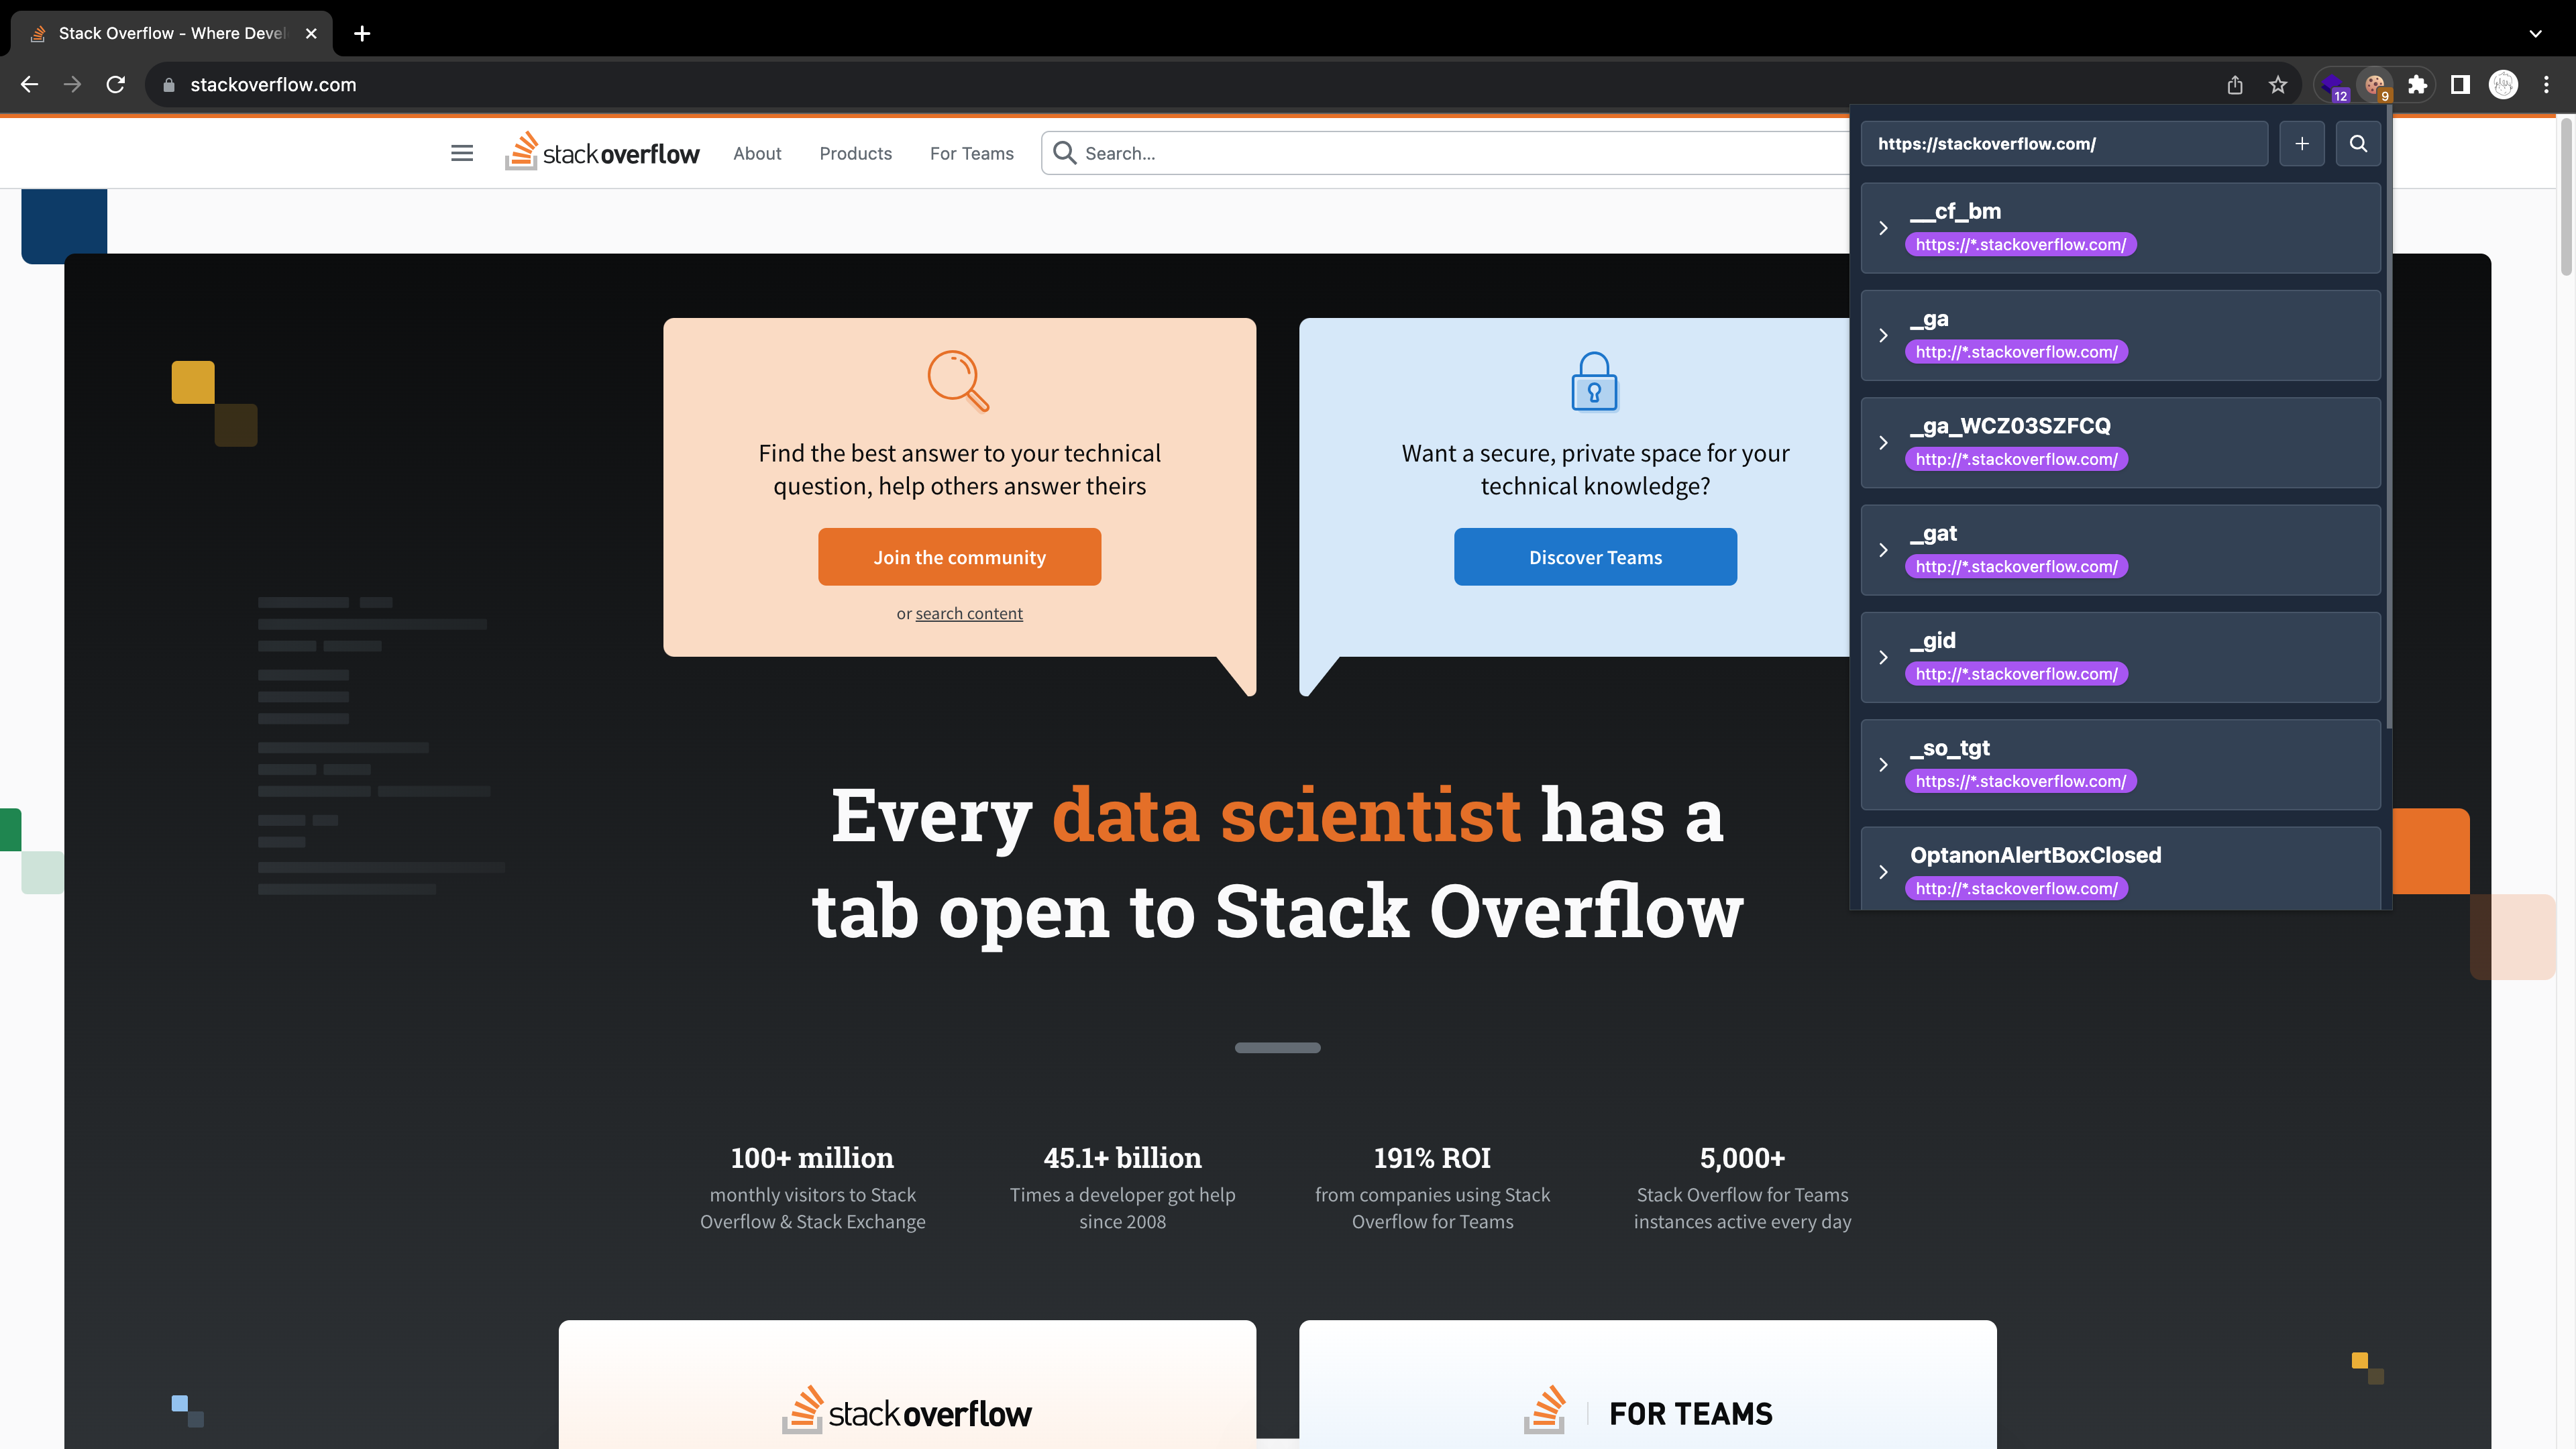 Stack Overflow - Where Devel
stackoverflow.com
12
9
stackoverflow
About
Products
For Teams
Search...
https://stackoverflow.com/
__cf_bm
https://*.stackoverflow.com/
_ga
http://*.stackoverflow.com/
_ga_WCZ03SZFCQ
http://*.stackoverflow.com/
_gat
http://*.stackoverflow.com/
_gid
http://*.stackoverflow.com/
_so_tgt
https://*.stackoverflow.com/
OptanonAlertBoxClosed
http://*.stackoverflow.com/
Find the best answer to your technical
question, help others answer theirs
Join the community
or search content
Want a secure, private space for your
technical knowledge?
Discover Teams
Every data scientist has a
tab open to Stack Overflow
100+ million
monthly visitors to Stack
Overflow & Stack Exchange
45.1+ billion
Times a developer got help
since 2008
191% ROI
from companies using Stack
Overflow for Teams
5,000+
Stack Overflow for Teams
instances active every day
stackoverflow
FOR TEAMS